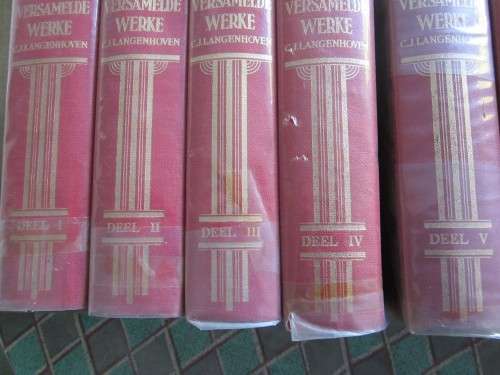 VERSAMELDE
WERKE
C.J. LANGENHOVEN
DEEL I
VERSAMELDE
WERKE
C.J. LANGENHOVEN
DEEL II
VERSAMELDE
WERKE
C.J. LANGENHOVEN
DEEL III
VERSAMELDE
WERKE
C.J. LANGENHOVEN
DEEL IV
VERSAMELDE
WERKE
C.J. LANGENHOVEN
DEEL V